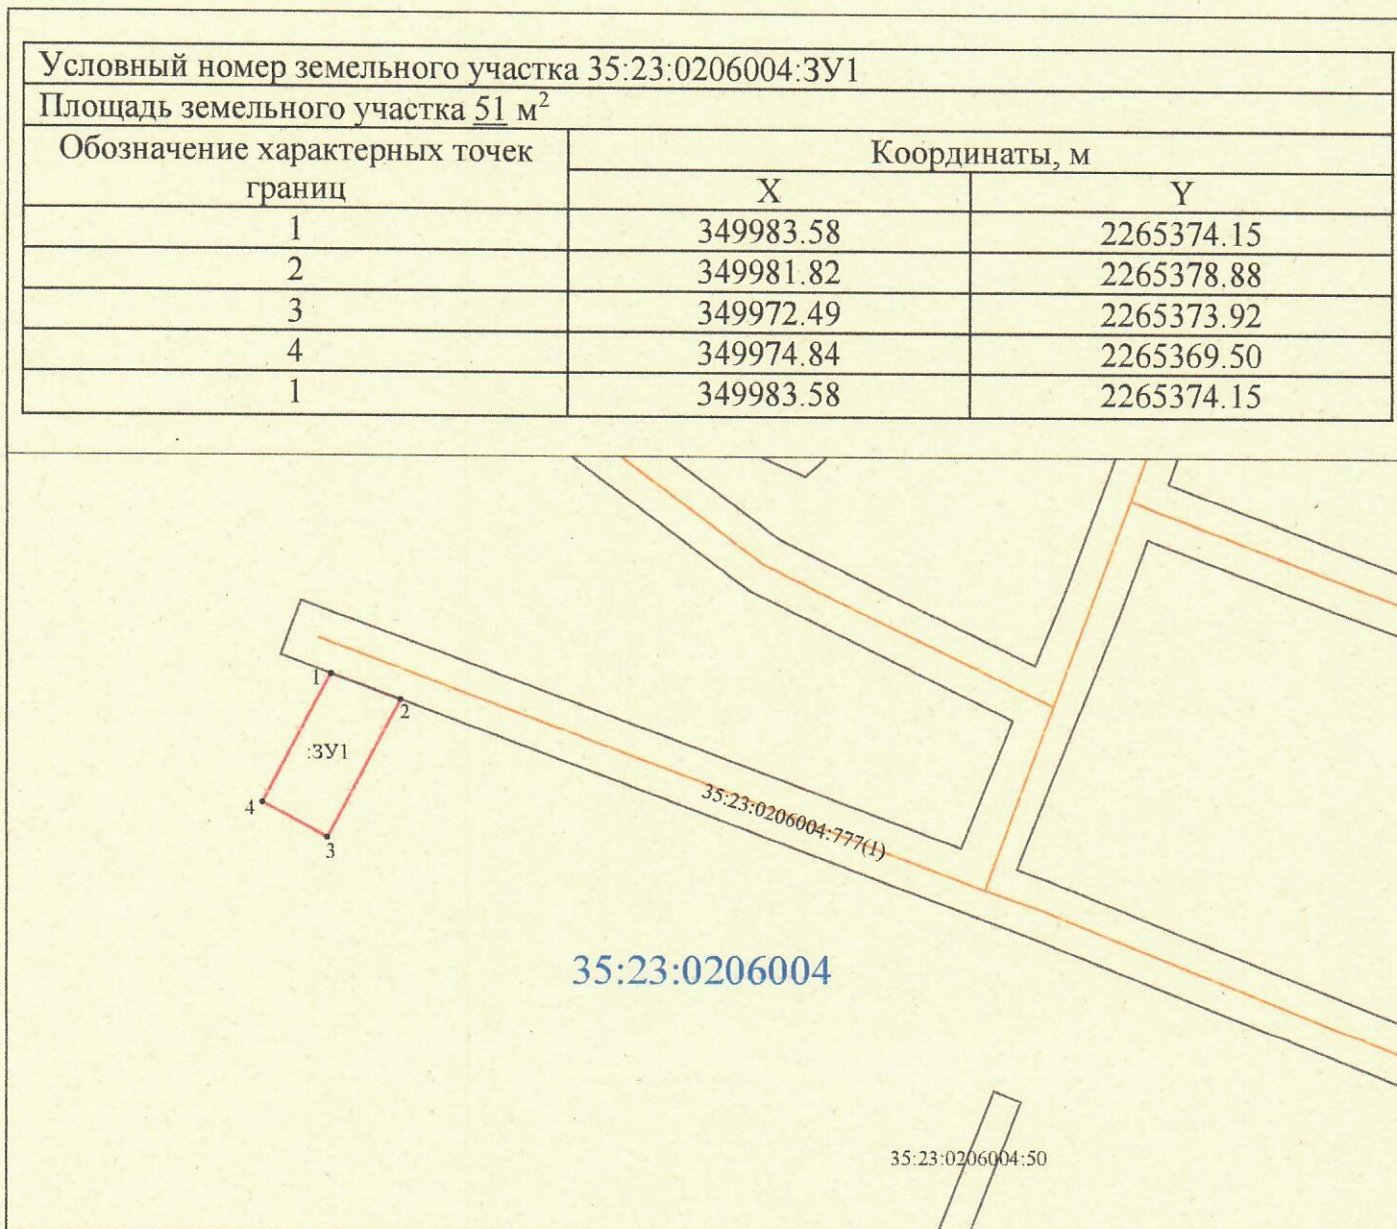 Условный номер земельного участка 35:23:0206004:ЗУ1
Площадь земельного участка 51 м²
Обозначение характерных точек границ
Координаты, м
X Y
1 349983.58 2265374.15
2 349981.82 2265378.88
3 349972.49 2265373.92
4 349974.84 2265369.50
1 349983.58 2265374.15
1
2
:ЗУ1
4
3
35:23:0206004:777(1)
35:23:0206004
35:23:0206004:50